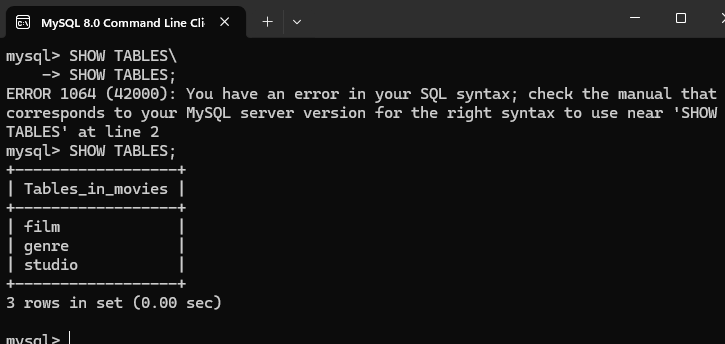 MySQL 8.0 Command Line Cli
mysql> SHOW TABLES\
    -> SHOW TABLES;
ERROR 1064 (42000): You have an error in your SQL syntax; check the manual that
corresponds to your MySQL server version for the right syntax to use near 'SHOW
TABLES' at line 2
mysql> SHOW TABLES;
+------------------+
| Tables_in_movies |
+------------------+
| film             |
| genre            |
| studio           |
+------------------+
3 rows in set (0.00 sec)
mysql>